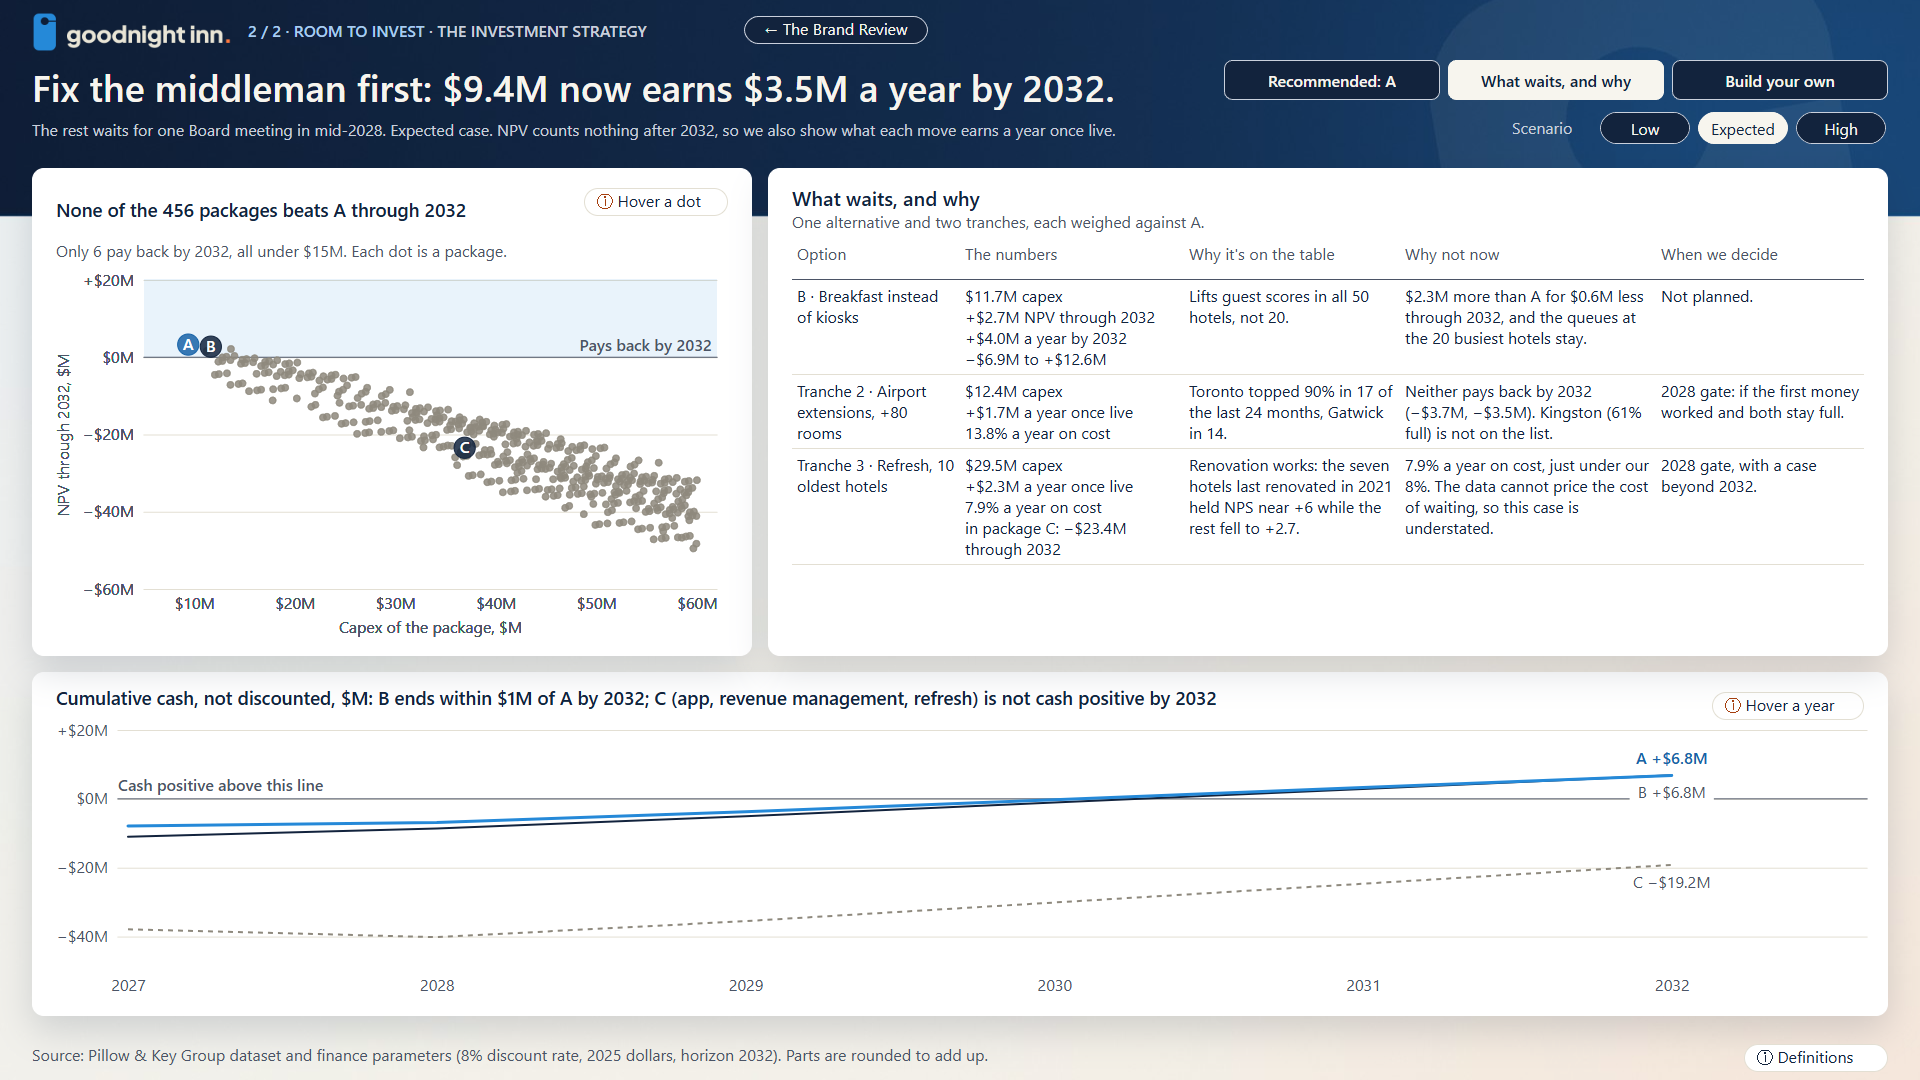 goodnight inn.
2 / 2 · ROOM TO INVEST · THE INVESTMENT STRATEGY
← The Brand Review
Fix the middleman first: $9.4M now earns $3.5M a year by 2032.
The rest waits for one Board meeting in mid-2028. Expected case. NPV counts nothing after 2032, so we also show what each move earns a year once live.
Recommended: A
What waits, and why
Build your own
Scenario
Low
Expected
High
None of the 456 packages beats A through 2032
ⓘ Hover a dot
Only 6 pay back by 2032, all under $15M. Each dot is a package.
+$20M
$0M
−$20M
−$40M
−$60M
NPV through 2032, $M
Pays back by 2032
A
B
C
$10M
$20M
$30M
$40M
$50M
$60M
Capex of the package, $M
What waits, and why
One alternative and two tranches, each weighed against A.
Option
The numbers
Why it's on the table
Why not now
When we decide
B · Breakfast instead
of kiosks
$11.7M capex
+$2.7M NPV through 2032
+$4.0M a year by 2032
−$6.9M to +$12.6M
Lifts guest scores in all 50
hotels, not 20.
$2.3M more than A for $0.6M less
through 2032, and the queues at
the 20 busiest hotels stay.
Not planned.
Tranche 2 · Airport
extensions, +80
rooms
$12.4M capex
+$1.7M a year once live
13.8% a year on cost
Toronto topped 90% in 17 of
the last 24 months, Gatwick
in 14.
Neither pays back by 2032
(−$3.7M, −$3.5M). Kingston (61%
full) is not on the list.
2028 gate: if the first money
worked and both stay full.
Tranche 3 · Refresh, 10
oldest hotels
$29.5M capex
+$2.3M a year once live
7.9% a year on cost
in package C: −$23.4M
through 2032
Renovation works: the seven
hotels last renovated in 2021
held NPS near +6 while the
rest fell to +2.7.
7.9% a year on cost, just under our
8%. The data cannot price the cost
of waiting, so this case is
understated.
2028 gate, with a case
beyond 2032.
Cumulative cash, not discounted, $M: B ends within $1M of A by 2032; C (app, revenue management, refresh) is not cash positive by 2032
ⓘ Hover a year
+$20M
$0M
−$20M
−$40M
Cash positive above this line
A +$6.8M
B +$6.8M
C −$19.2M
2027
2028
2029
2030
2031
2032
Source: Pillow & Key Group dataset and finance parameters (8% discount rate, 2025 dollars, horizon 2032). Parts are rounded to add up.
ⓘ Definitions